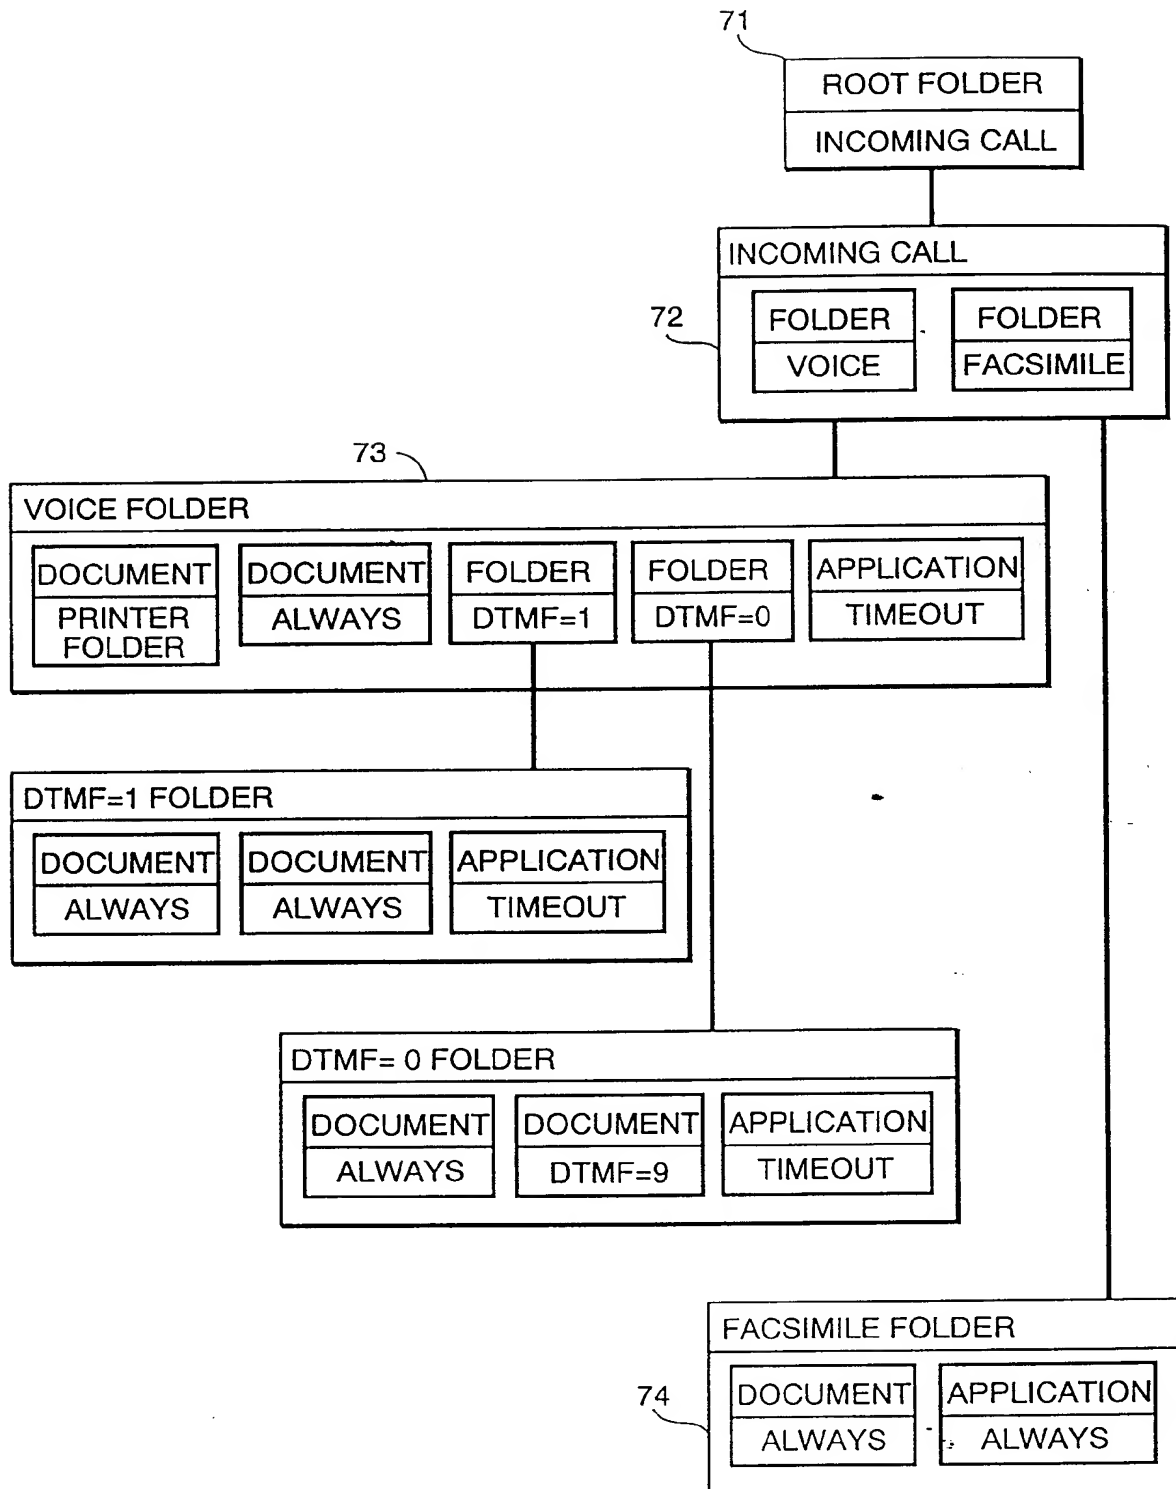 71
ROOT FOLDER
INCOMING CALL
INCOMING CALL
72
FOLDER
VOICE
FOLDER
FACSIMILE
73
VOICE FOLDER
DOCUMENT
PRINTER
FOLDER
DOCUMENT
ALWAYS
FOLDER
DTMF=1
FOLDER
DTMF=0
APPLICATION
TIMEOUT
DTMF=1 FOLDER
DOCUMENT
ALWAYS
DOCUMENT
ALWAYS
APPLICATION
TIMEOUT
DTMF= 0 FOLDER
DOCUMENT
ALWAYS
DOCUMENT
DTMF=9
APPLICATION
TIMEOUT
FACSIMILE FOLDER
74
DOCUMENT
ALWAYS
APPLICATION
ALWAYS